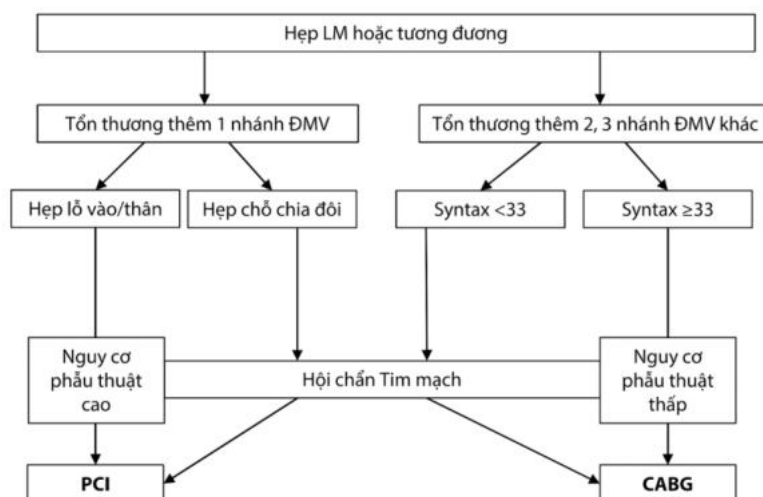 Hẹp LM hoặc tương đương
Tổn thương thêm 1 nhánh ĐMV
Tổn thương thêm 2, 3 nhánh ĐMV khác
Hẹp lỗ vào/thân
Hẹp chỗ chia đôi
Syntax <33
Syntax ≥33
Nguy cơ
phẫu thuật
cao
Hội chẩn Tim mạch
Nguy cơ
phẫu thuật
thấp
PCI
CABG